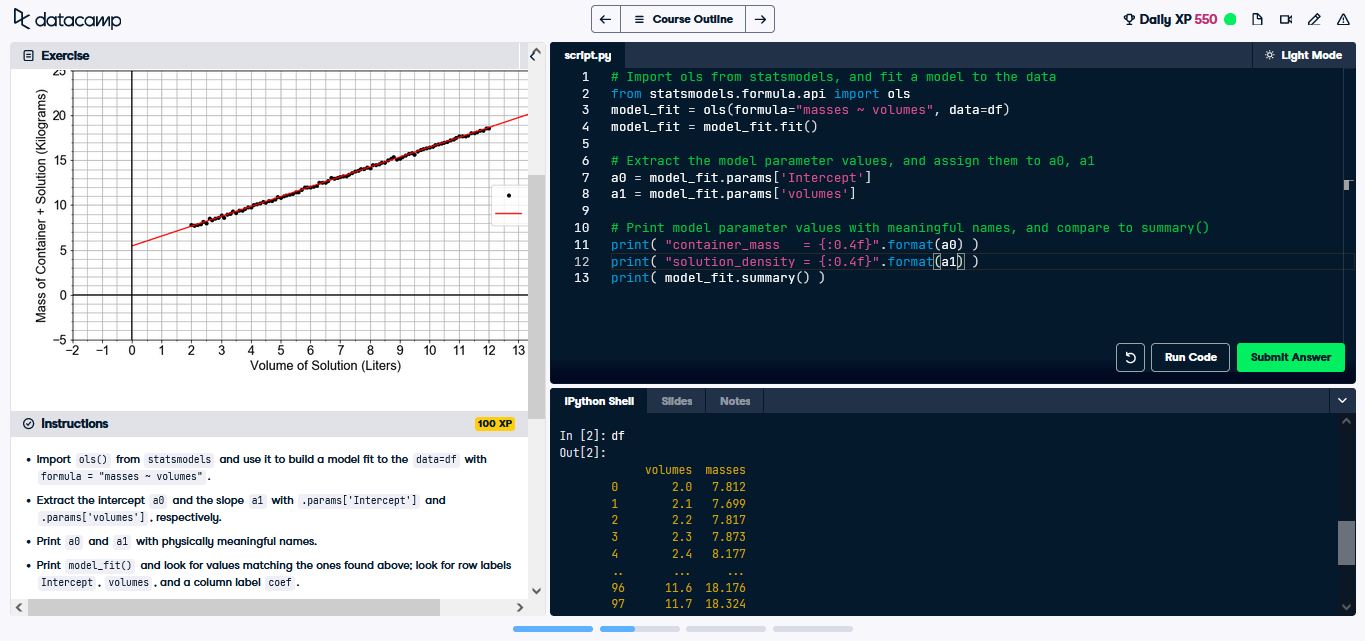 datacamp
Course Outline
Daily XP 550
Exercise
25
20
15
10
5
0
−5
−2 −1 0 1 2 3 4 5 6 7 8 9 10 11 12 13
Mass of Container + Solution (Kilograms)
Volume of Solution (Liters)
Instructions
100 XP
• Import ols() from statsmodels and use it to build a model fit to the data=df with
formula = "masses ~ volumes" .
• Extract the intercept a0 and the slope a1 with .params['Intercept'] and
.params['volumes'] , respectively.
• Print a0 and a1 with physically meaningful names.
• Print model_fit() and look for values matching the ones found above; look for row labels
Intercept , volumes , and a column label coef .
script.py
Light Mode
1 # Import ols from statsmodels, and fit a model to the data
2 from statsmodels.formula.api import ols
3 model_fit = ols(formula="masses ~ volumes", data=df)
4 model_fit = model_fit.fit()
5
6 # Extract the model parameter values, and assign them to a0, a1
7 a0 = model_fit.params['Intercept']
8 a1 = model_fit.params['volumes']
9
10 # Print model parameter values with meaningful names, and compare to summary()
11 print( "container_mass   = {:0.4f}".format(a0) )
12 print( "solution_density = {:0.4f}".format(a1) )
13 print( model_fit.summary() )
Run Code
Submit Answer
IPython Shell
Slides
Notes
In [2]: df
Out[2]:
volumes masses
0 2.0 7.812
1 2.1 7.699
2 2.2 7.817
3 2.3 7.873
4 2.4 8.177
.. ... ...
96 11.6 18.176
97 11.7 18.324